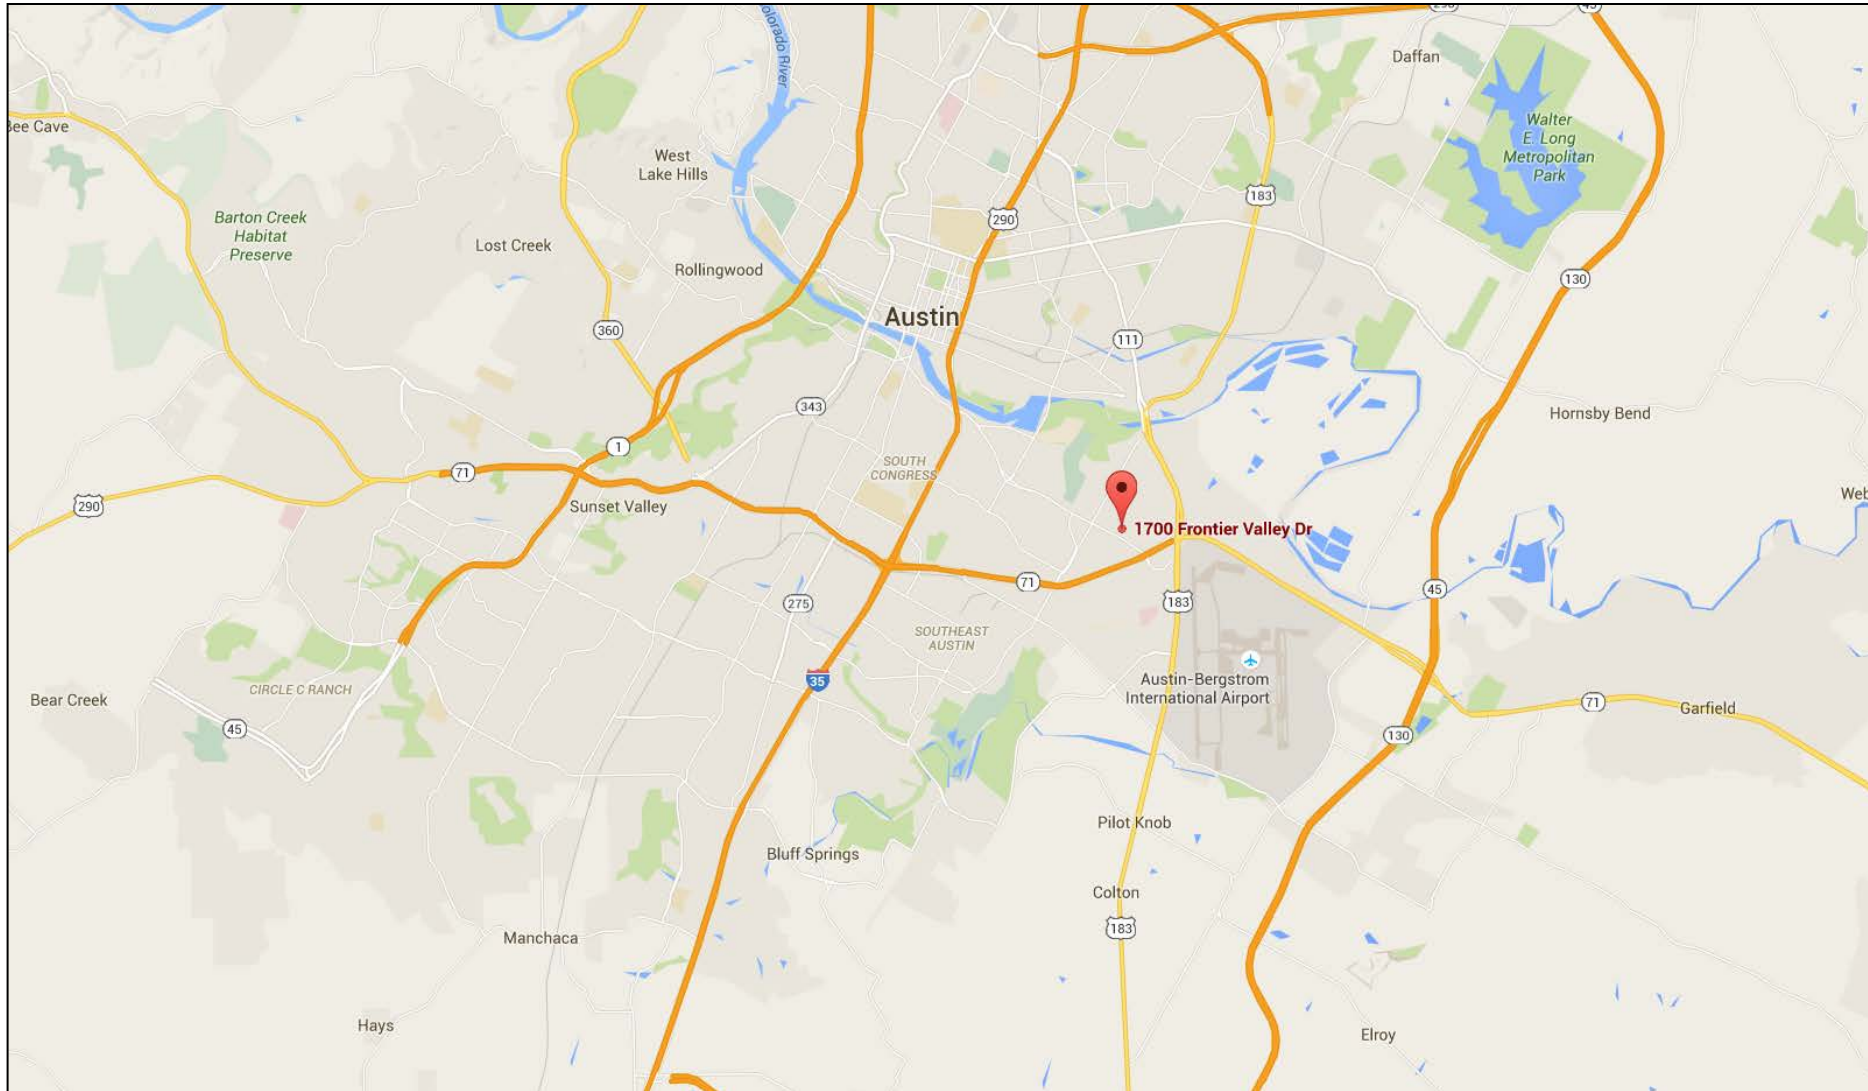 290
45
Colorado River
Daffan
Bee Cave
Walter
E. Long
Metropolitan
Park
West
Lake Hills
183
Barton Creek
Habitat
Preserve
290
Lost Creek
Rollingwood
130
Austin
360
111
343
Hornsby Bend
1
71
SOUTH
CONGRESS
290
Sunset Valley
Web
1700 Frontier Valley Dr
71
275
183
45
SOUTHEAST
AUSTIN
35
Austin-Bergstrom
International Airport
CIRCLE C RANCH
Bear Creek
71
Garfield
45
130
Pilot Knob
Bluff Springs
Colton
183
Manchaca
Hays
Elroy